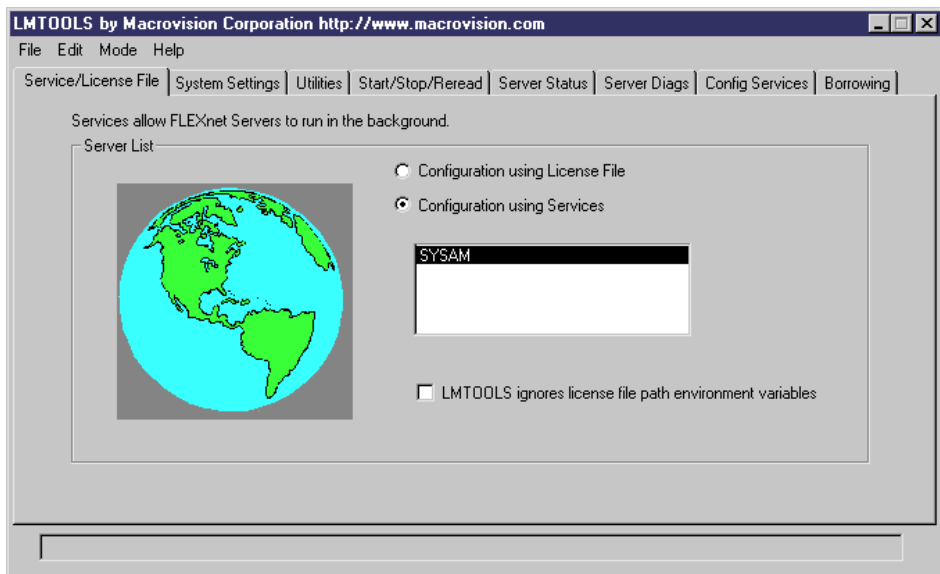 LMTOOLS by Macrovision Corporation http://www.macrovision.com
File Edit Mode Help
Service/License File System Settings Utilities Start/Stop/Reread Server Status Server Diags Config Services Borrowing
Services allow FLEXnet Servers to run in the background.
Server List
Configuration using License File
Configuration using Services
SYSAM
LMTOOLS ignores license file path environment variables